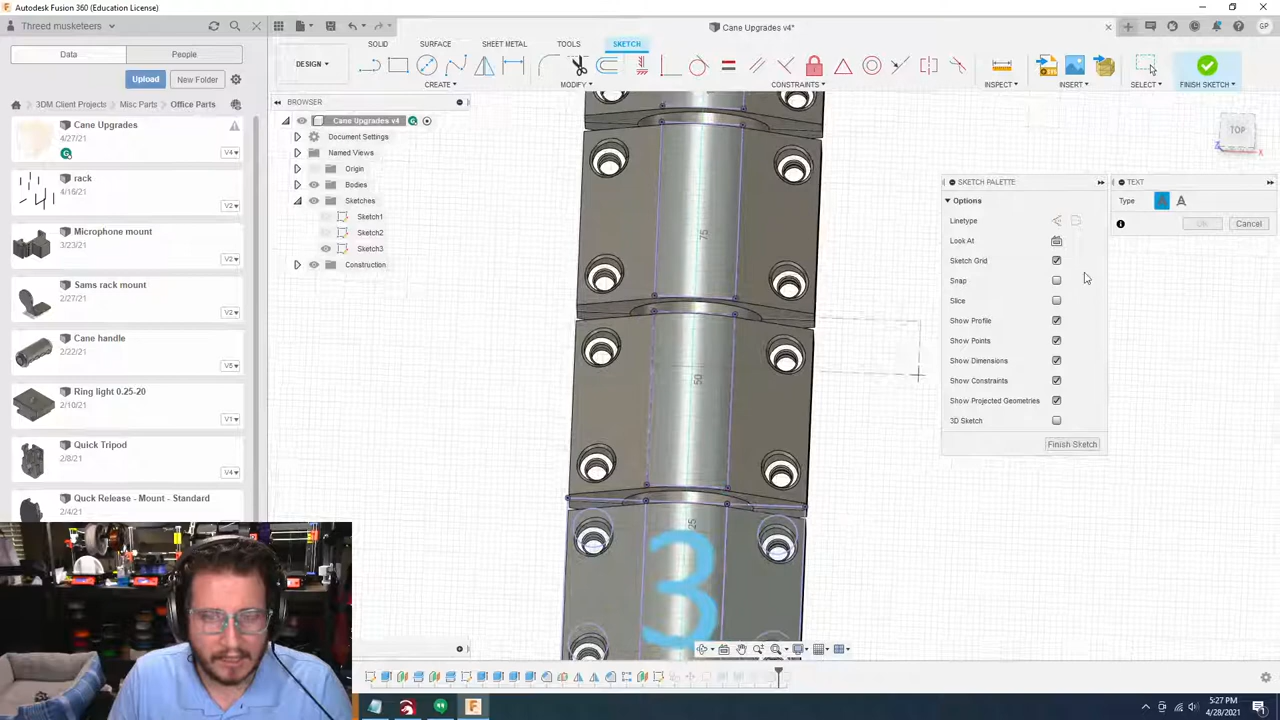 Autodesk Fusion 360 (Education License)
Thread musketeers
Cane Upgrades v4*
GP
Data
People
Upload
New Folder
3DM Client Projects > Misc Parts > Office Parts
Cane Upgrades
4/27/21
G
V4
rack
4/16/21
V2
Microphone mount
3/23/21
V2
Sams rack mount
2/27/21
V2
Cane handle
2/22/21
Ring light 0.25-20
2/10/21
V1
Quick Tripod
2/8/21
V4
Quck Release - Mount - Standard
DESIGN
SOLID
SURFACE
SHEET METAL
TOOLS
SKETCH
CREATE
MODIFY
CONSTRAINTS
INSPECT
INSERT
SELECT
FINISH SKETCH
BROWSER
Cane Upgrades v4
Document Settings
Named Views
Origin
Bodies
Sketches
Sketch1
Sketch2
Sketch3
Construction
75
50
25
3
TOP
Z
X
SKETCH PALETTE
Options
Linetype
Look At
Sketch Grid
Snap
Slice
Show Profile
Show Points
Show Dimensions
Show Constraints
Show Projected Geometries
3D Sketch
Finish Sketch
TEXT
Type
Cancel
5:27 PM
4/28/2021